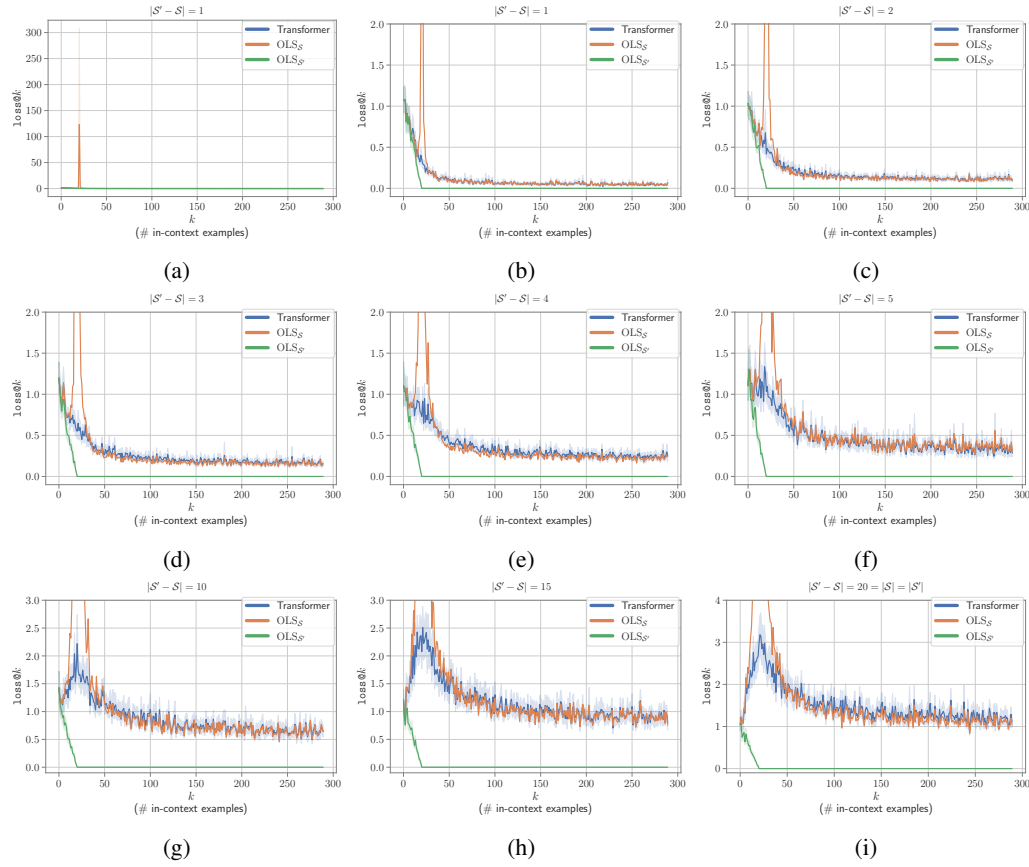 |𝒮′ − 𝒮| = 1
300
250
200
150
100
50
0
loss@k
Transformer
OLS_𝒮
OLS_𝒮′
0 50 100 150 200 250 300
k
(# in-context examples)
(a)
|𝒮′ − 𝒮| = 1
2.0
1.5
1.0
0.5
0.0
loss@k
Transformer
OLS_𝒮
OLS_𝒮′
0 50 100 150 200 250 300
k
(# in-context examples)
(b)
|𝒮′ − 𝒮| = 2
2.0
1.5
1.0
0.5
0.0
loss@k
Transformer
OLS_𝒮
OLS_𝒮′
0 50 100 150 200 250 300
k
(# in-context examples)
(c)
|𝒮′ − 𝒮| = 3
2.0
1.5
1.0
0.5
0.0
loss@k
Transformer
OLS_𝒮
OLS_𝒮′
0 50 100 150 200 250 300
k
(# in-context examples)
(d)
|𝒮′ − 𝒮| = 4
2.0
1.5
1.0
0.5
0.0
loss@k
Transformer
OLS_𝒮
OLS_𝒮′
0 50 100 150 200 250 300
k
(# in-context examples)
(e)
|𝒮′ − 𝒮| = 5
2.0
1.5
1.0
0.5
0.0
loss@k
Transformer
OLS_𝒮
OLS_𝒮′
0 50 100 150 200 250 300
k
(# in-context examples)
(f)
|𝒮′ − 𝒮| = 10
3.0
2.5
2.0
1.5
1.0
0.5
0.0
loss@k
Transformer
OLS_𝒮
OLS_𝒮′
0 50 100 150 200 250 300
k
(# in-context examples)
(g)
|𝒮′ − 𝒮| = 15
3.0
2.5
2.0
1.5
1.0
0.5
0.0
loss@k
Transformer
OLS_𝒮
OLS_𝒮′
0 50 100 150 200 250 300
k
(# in-context examples)
(h)
|𝒮′ − 𝒮| = 20 = |𝒮| = |𝒮′|
4
3
2
1
0
loss@k
Transformer
OLS_𝒮
OLS_𝒮′
0 50 100 150 200 250 300
k
(# in-context examples)
(i)